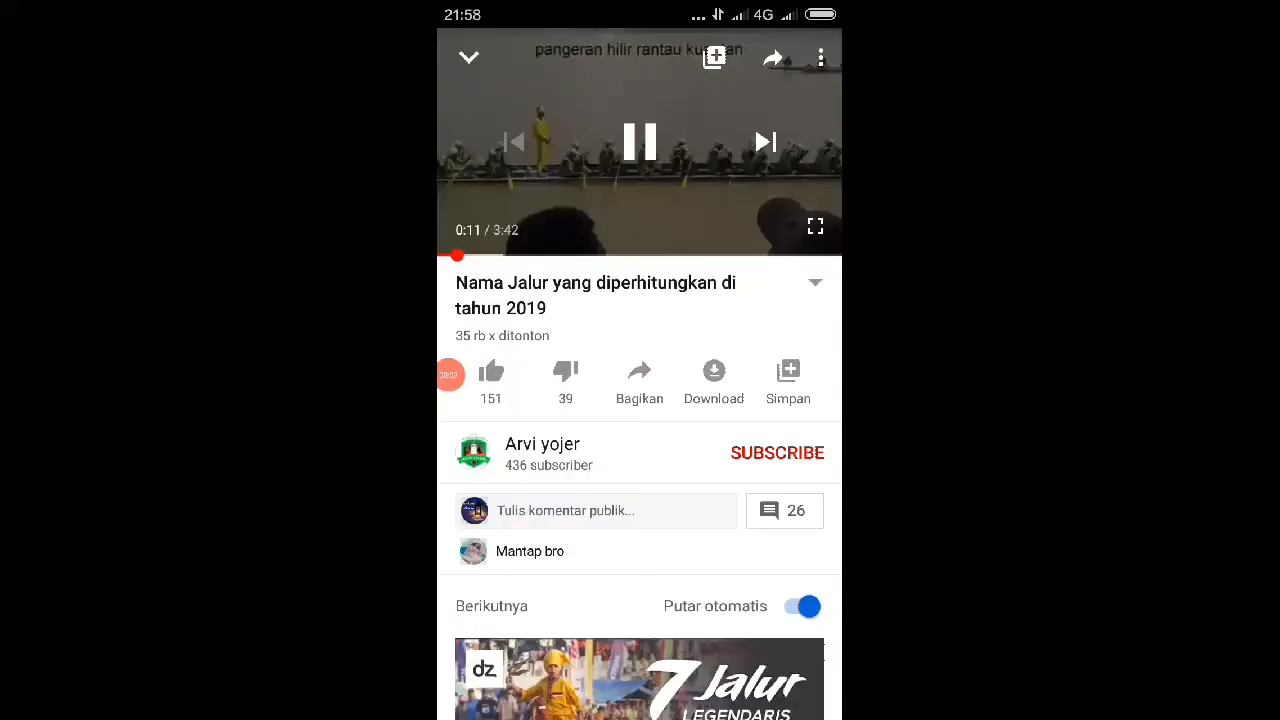 21:58
4G
pangeran hilir rantau
0:11 / 3:42
Nama Jalur yang diperhitungkan di
tahun 2019
35 rb x ditonton
151
39
Bagikan
Download
Simpan
Arvi yojer
436 subscriber
SUBSCRIBE
Tulis komentar publik...
26
Mantap bro
Berikutnya
Putar otomatis
dz
7 Jalur
LEGENDARIS